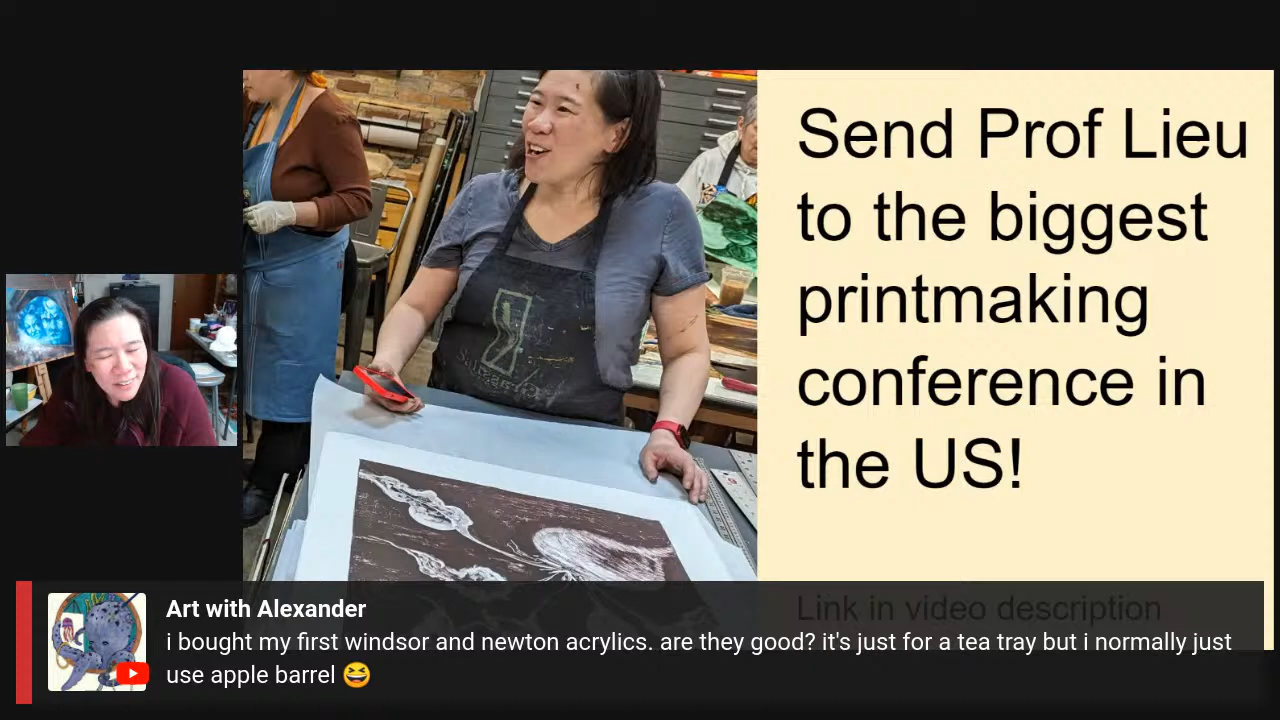 Send Prof Lieu
to the biggest
printmaking
conference in
the US!
Link in video description
Art with Alexander
i bought my first windsor and newton acrylics. are they good? it's just for a tea tray but i normally just
use apple barrel 😆